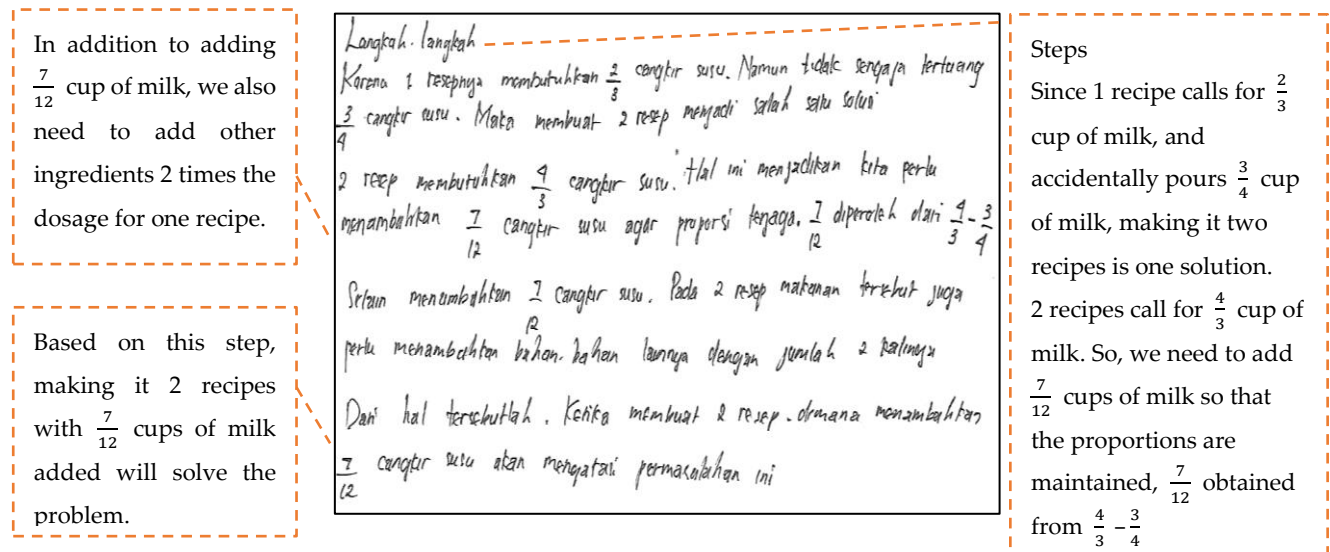 In addition to adding
7/12 cup of milk, we also
need to add other
ingredients 2 times the
dosage for one recipe.
Based on this step,
making it 2 recipes
with 7/12 cups of milk
added will solve the
problem.
Langkah-langkah
Karena 1 resepnya membutuhkan 2/3 cangkir susu. Namun tidak sengaja tertuang
3/4 cangkir susu. Maka membuat 2 resep menjadi salah satu solusi
2 resep membutuhkan 4/3 cangkir susu. Hal ini menjadikan kita perlu
menambahkan 7/12 cangkir susu agar proporsi terjaga. 7/12 diperoleh dari 4/3 - 3/4
Selain menambahkan 7/12 cangkir susu. Pada 2 resep makanan tersebut juga
perlu menambahkan bahan-bahan lainnya dengan jumlah 2 kalinya
Dari hal tersebutlah. Ketika membuat 2 resep. dimana menambahkan
7/12 cangkir susu akan mengatasi permasalahan ini
Steps
Since 1 recipe calls for 2/3
cup of milk, and
accidentally pours 3/4 cup
of milk, making it two
recipes is one solution.
2 recipes call for 4/3 cup of
milk. So, we need to add
7/12 cups of milk so that
the proportions are
maintained, 7/12 obtained
from 4/3 – 3/4